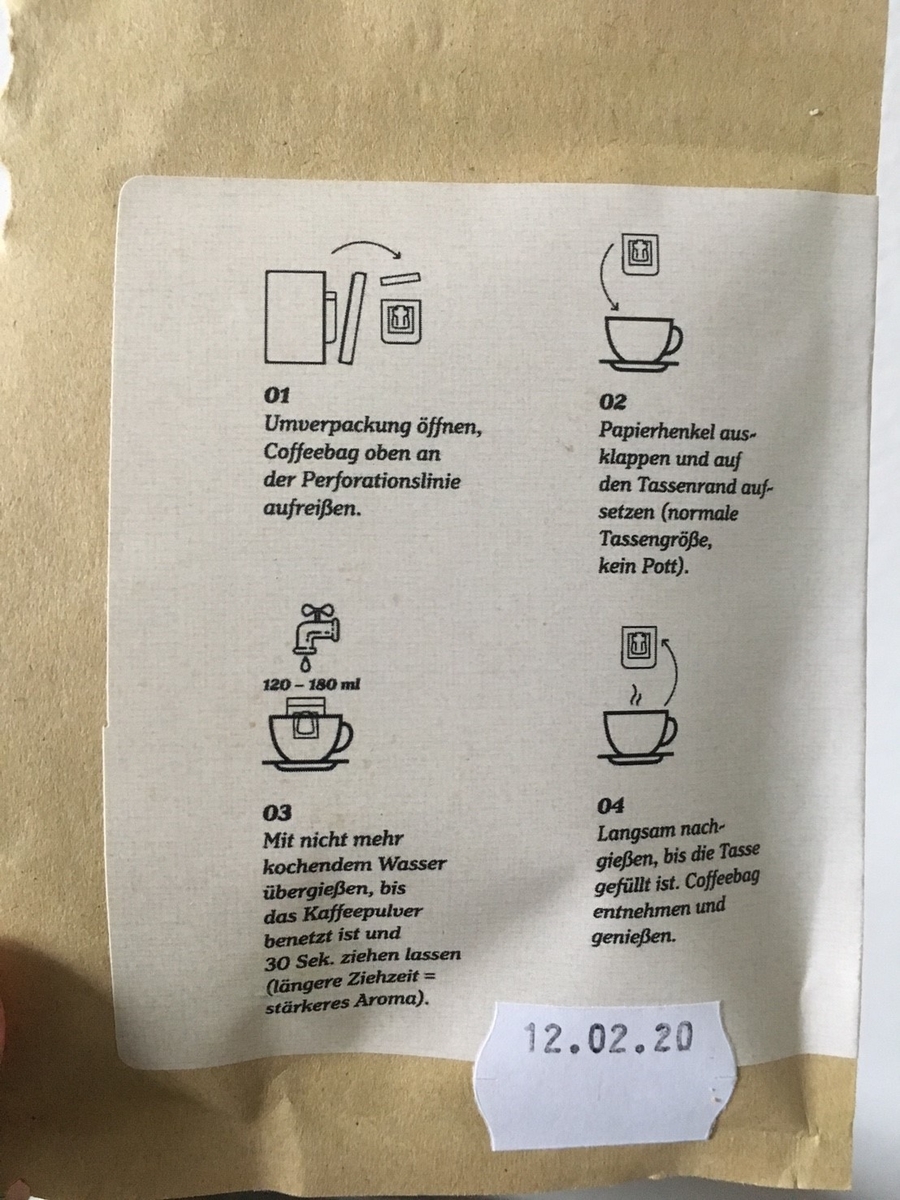 01
Umverpackung öffnen,
Coffeebag oben an
der Perforationslinie
aufreißen.
02
Papierhenkel aus-
klappen und auf
den Tassenrand auf-
setzen (normale
Tassengröße,
kein Pott).
120 – 180 ml
03
Mit nicht mehr
kochendem Wasser
übergießen, bis
das Kaffeepulver
benetzt ist und
30 Sek. ziehen lassen
(längere Ziehzeit =
stärkeres Aroma).
04
Langsam nach-
gießen, bis die Tasse
gefüllt ist. Coffeebag
entnehmen und
genießen.
12.02.20